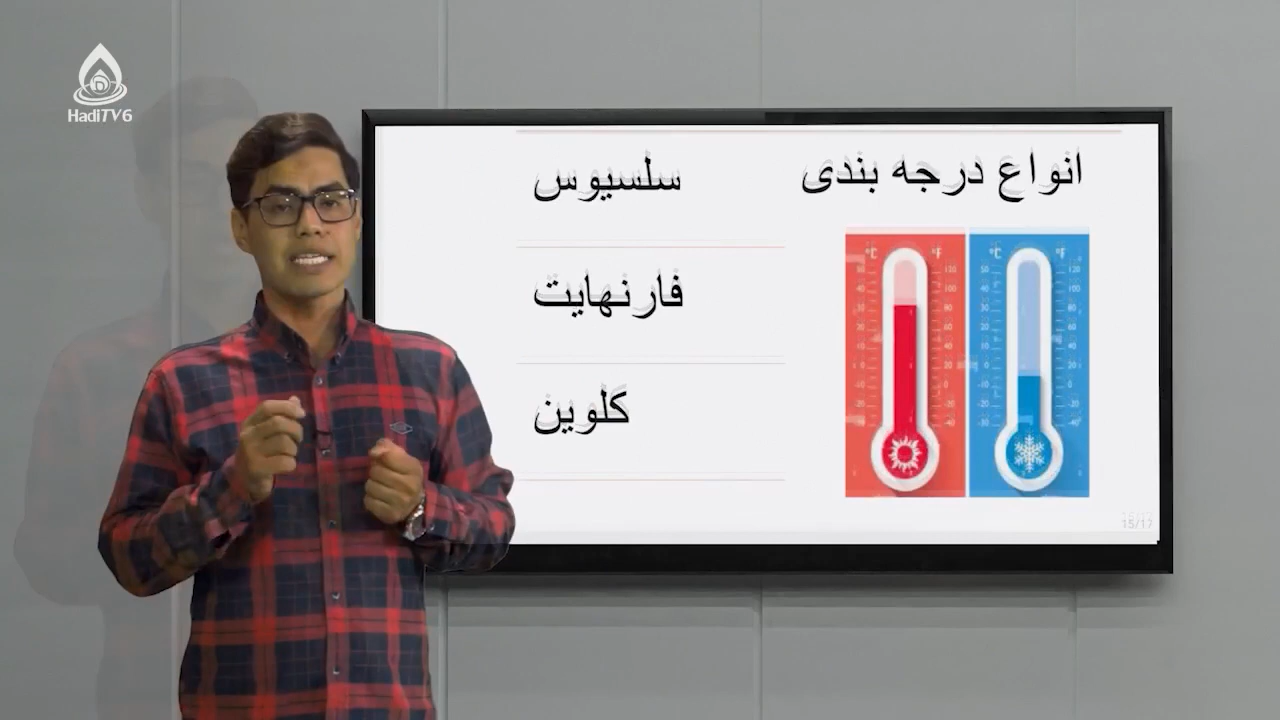 HadiTV6
انواع درجه بندی
سلسیوس
فارنهایت
کلوین
°C °F °C °F
15/17